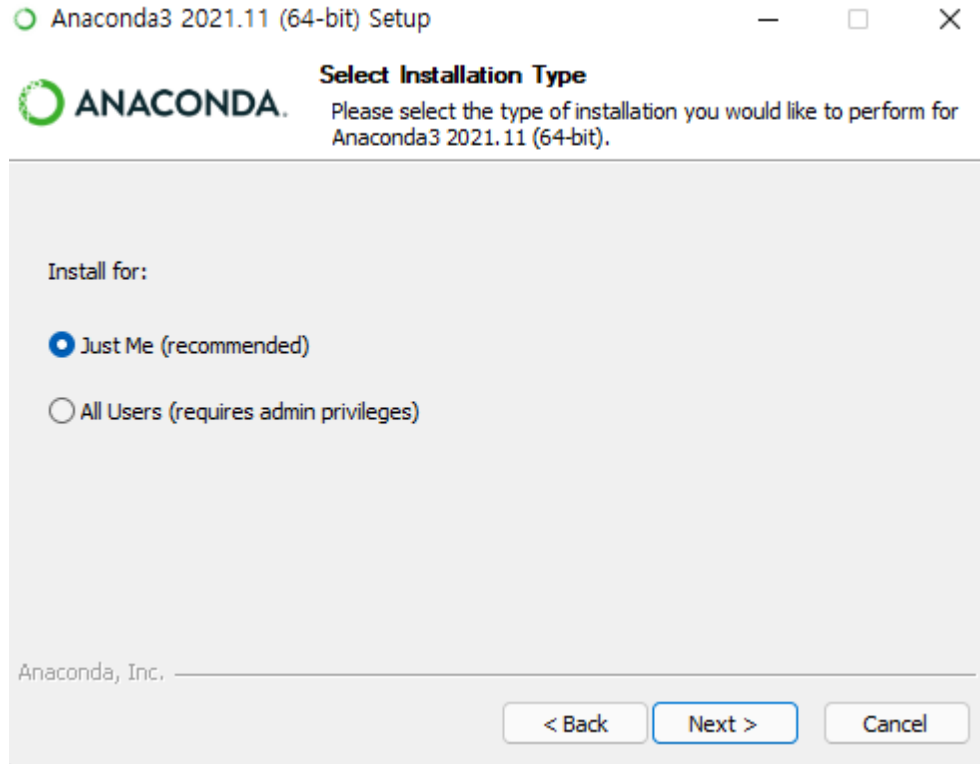 Anaconda3 2021.11 (64-bit) Setup
ANACONDA.
Select Installation Type
Please select the type of installation you would like to perform for
Anaconda3 2021.11 (64-bit).
Install for:
Just Me (recommended)
All Users (requires admin privileges)
Anaconda, Inc.
< Back Next > Cancel